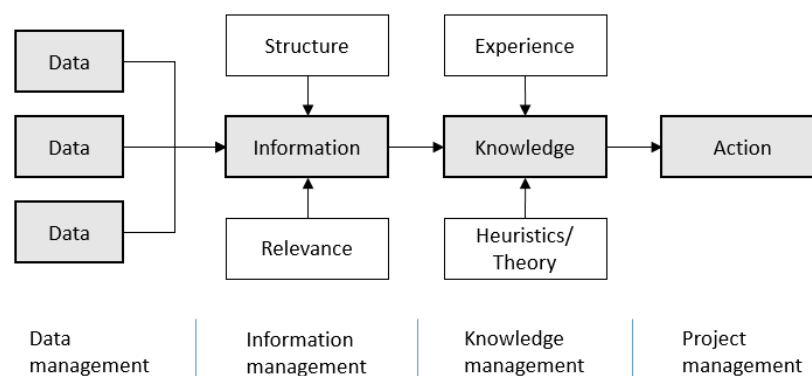 Structure
Experience
Data
Data
Information
Knowledge
Action
Data
Relevance
Heuristics/
Theory
Data
management
Information
management
Knowledge
management
Project
management